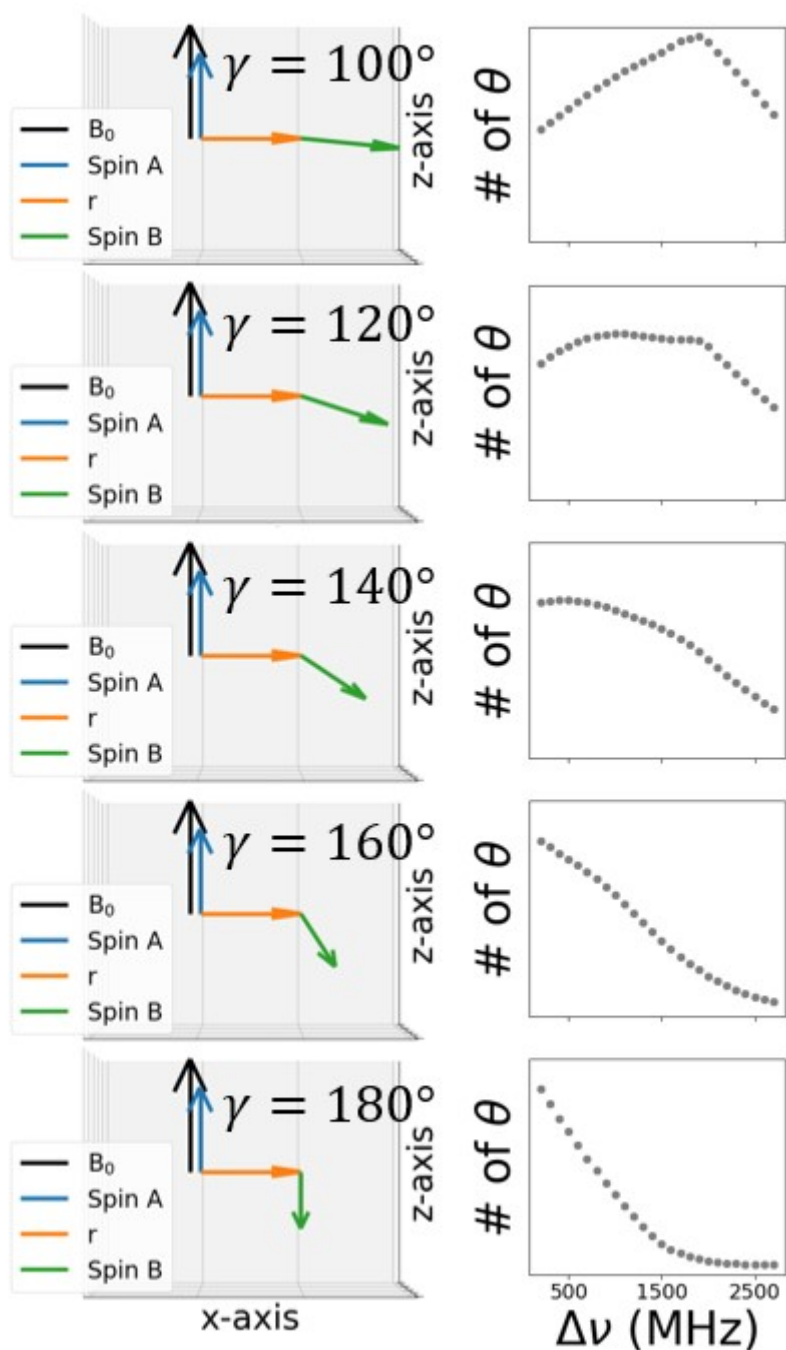 γ = 100°
B₀
Spin A
r
Spin B
z-axis
# of θ
γ = 120°
B₀
Spin A
r
Spin B
z-axis
# of θ
γ = 140°
B₀
Spin A
r
Spin B
z-axis
# of θ
γ = 160°
B₀
Spin A
r
Spin B
z-axis
# of θ
γ = 180°
B₀
Spin A
r
Spin B
z-axis
# of θ
x-axis
500 1500 2500
Δν (MHz)